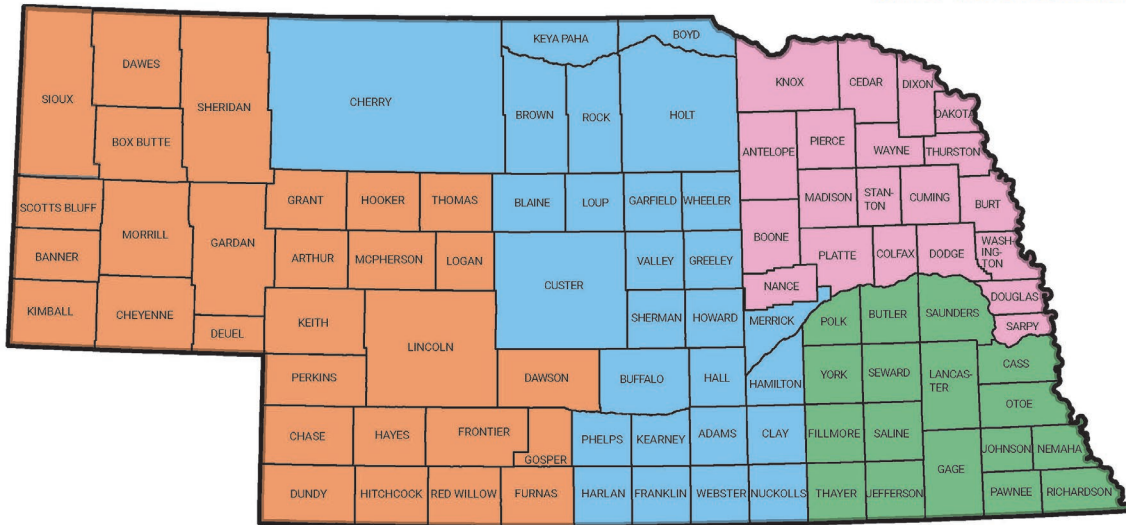 KEYA PAHA
BOYD
SIOUX
DAWES
SHERIDAN
CHERRY
BROWN
ROCK
HOLT
KNOX
CEDAR
DIXON
DAKOTA
BOX BUTTE
ANTELOPE
PIERCE
WAYNE
THURSTON
SCOTTS BLUFF
MORRILL
GARDAN
GRANT
HOOKER
THOMAS
BLAINE
LOUP
GARFIELD
WHEELER
MADISON
STAN-
TON
CUMING
BURT
BANNER
ARTHUR
MCPHERSON
LOGAN
CUSTER
VALLEY
GREELEY
BOONE
PLATTE
COLFAX
DODGE
WASH-
ING-
TON
KIMBALL
CHEYENNE
DEUEL
KEITH
LINCOLN
SHERMAN
HOWARD
NANCE
MERRICK
POLK
BUTLER
SAUNDERS
DOUGLAS
SARPY
PERKINS
DAWSON
BUFFALO
HALL
HAMILTON
YORK
SEWARD
LANCAS-
TER
CASS
OTOE
CHASE
HAYES
FRONTIER
GOSPER
PHELPS
KEARNEY
ADAMS
CLAY
FILLMORE
SALINE
GAGE
JOHNSON
NEMAHA
DUNDY
HITCHCOCK
RED WILLOW
FURNAS
HARLAN
FRANKLIN
WEBSTER
NUCKOLLS
THAYER
JEFFERSON
PAWNEE
RICHARDSON